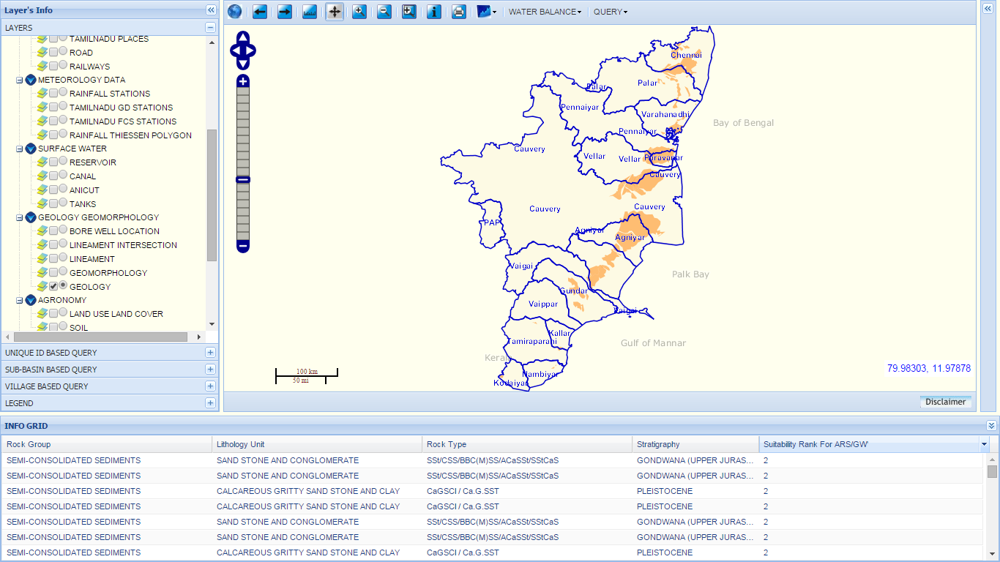 Layer's Info
WATER BALANCE
QUERY
LAYERS
TAMILNADU PLACES
ROAD
RAILWAYS
METEOROLOGY DATA
RAINFALL STATIONS
TAMILNADU GD STATIONS
TAMILNADU FCS STATIONS
RAINFALL THIESSEN POLYGON
SURFACE WATER
RESERVOIR
CANAL
ANICUT
TANKS
GEOLOGY GEOMORPHOLOGY
BORE WELL LOCATION
LINEAMENT INTERSECTION
LINEAMENT
GEOMORPHOLOGY
GEOLOGY
AGRONOMY
LAND USE LAND COVER
SOIL
UNIQUE ID BASED QUERY
SUB-BASIN BASED QUERY
VILLAGE BASED QUERY
LEGEND
Chennai
Palar
Palar
Pennaiyar
Varahanadhi
Bay of Bengal
Pennaiyar
Cauvery
Vellar
Vellar
Paravanar
Cauvery
Cauvery
Cauvery
PAP
Agniyar
Agniyar
Vaigai
Palk Bay
Gundar
Vaippar
Vaigai
Kallar
Tamiraparani
Gulf of Mannar
Kerala
Nambiyar
Kodaiyar
100 km
50 mi
79.98303, 11.97878
Disclaimer
INFO GRID
Rock Group Lithology Unit Rock Type Stratigraphy Suitability Rank For ARS/GW'
SEMI-CONSOLIDATED SEDIMENTS SAND STONE AND CONGLOMERATE SSt/CSS/BBC(M)SS/ACaSSt/SStCaS GONDWANA (UPPER JURAS... 2
SEMI-CONSOLIDATED SEDIMENTS SAND STONE AND CONGLOMERATE SSt/CSS/BBC(M)SS/ACaSSt/SStCaS GONDWANA (UPPER JURAS... 2
SEMI-CONSOLIDATED SEDIMENTS CALCAREOUS GRITTY SAND STONE AND CLAY CaGSCl / Ca.G.SST PLEISTOCENE 2
SEMI-CONSOLIDATED SEDIMENTS CALCAREOUS GRITTY SAND STONE AND CLAY CaGSCl / Ca.G.SST PLEISTOCENE 2
SEMI-CONSOLIDATED SEDIMENTS SAND STONE AND CONGLOMERATE SSt/CSS/BBC(M)SS/ACaSSt/SStCaS GONDWANA (UPPER JURAS... 2
SEMI-CONSOLIDATED SEDIMENTS SAND STONE AND CONGLOMERATE SSt/CSS/BBC(M)SS/ACaSSt/SStCaS GONDWANA (UPPER JURAS... 2
SEMI-CONSOLIDATED SEDIMENTS CALCAREOUS GRITTY SAND STONE AND CLAY CaGSCl / Ca.G.SST PLEISTOCENE 2